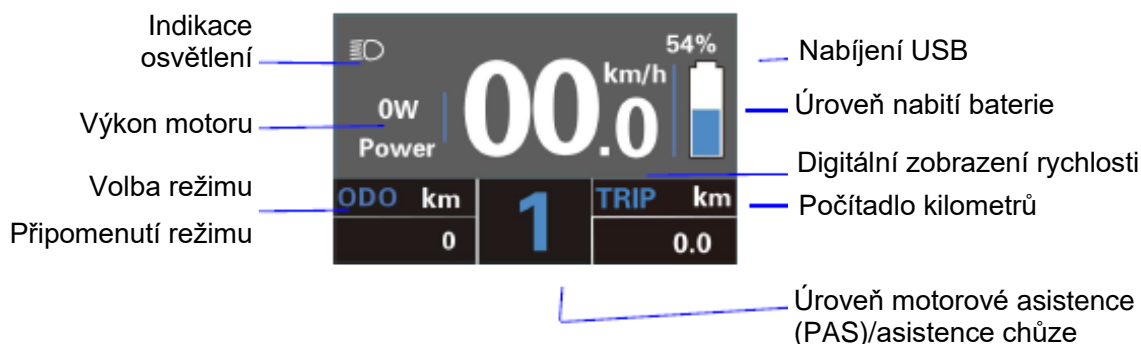 Indikace
osvětlení
Výkon motoru
Volba režimu
Připomenutí režimu
54%
km/h
00.0
0W
Power
ODO km
0
1
TRIP km
0.0
Nabíjení USB
Úroveň nabití baterie
Digitální zobrazení rychlosti
Počítadlo kilometrů
Úroveň motorové asistence
(PAS)/asistence chůze